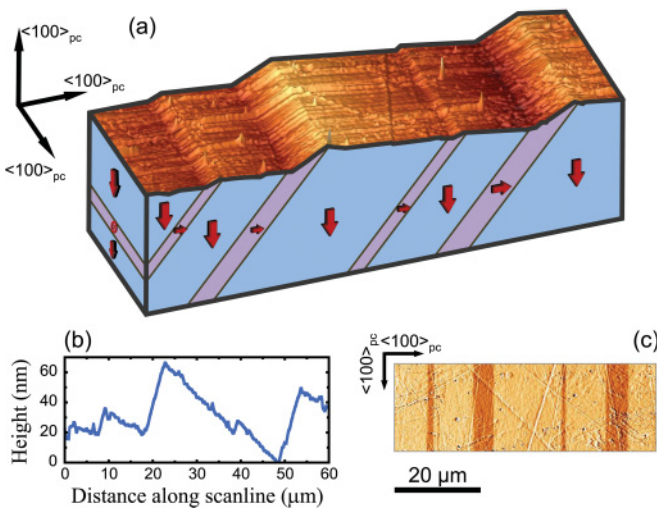 <100>pc
(a)
<100>pc
<100>pc
(b)
Height (nm)
60
40
20
0
0 10 20 30 40 50 60
Distance along scanline (μm)
(c)
<100>pc
<100>pc
20 μm